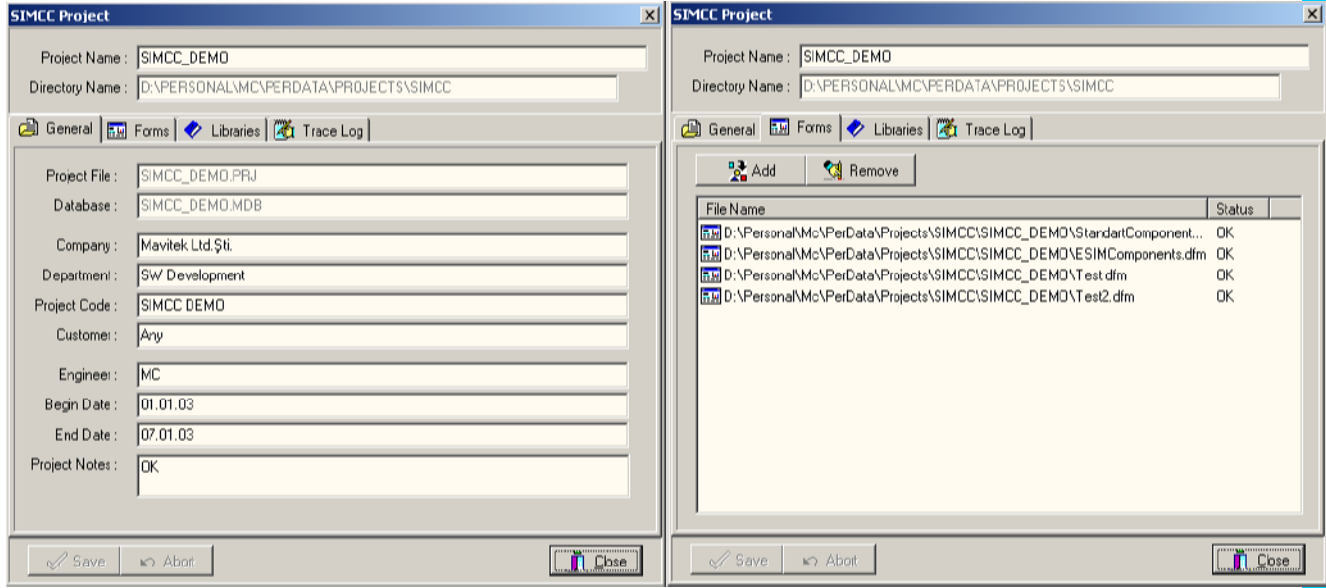 SIMCC Project
Project Name : SIMCC_DEMO
Directory Name : D:\PERSONAL\MC\PERDATA\PROJECTS\SIMCC
General Forms Libraries Trace Log
Project File : SIMCC_DEMO.PRJ
Database : SIMCC_DEMO.MDB
Company : Mavitek Ltd.Şti.
Department : SW Development
Project Code : SIMCC DEMO
Customer : Any
Engineer : MC
Begin Date : 01.01.03
End Date : 07.01.03
Project Notes : OK
Save Abort Close
SIMCC Project
Project Name : SIMCC_DEMO
Directory Name : D:\PERSONAL\MC\PERDATA\PROJECTS\SIMCC
General Forms Libraries Trace Log
Add Remove
File Name Status
D:\Personal\Mc\PerData\Projects\SIMCC\SIMCC_DEMO\StandartComponent... OK
D:\Personal\Mc\PerData\Projects\SIMCC\SIMCC_DEMO\ESIMComponents.dfm OK
D:\Personal\Mc\PerData\Projects\SIMCC\SIMCC_DEMO\Test.dfm OK
D:\Personal\Mc\PerData\Projects\SIMCC\SIMCC_DEMO\Test2.dfm OK
Save Abort Close